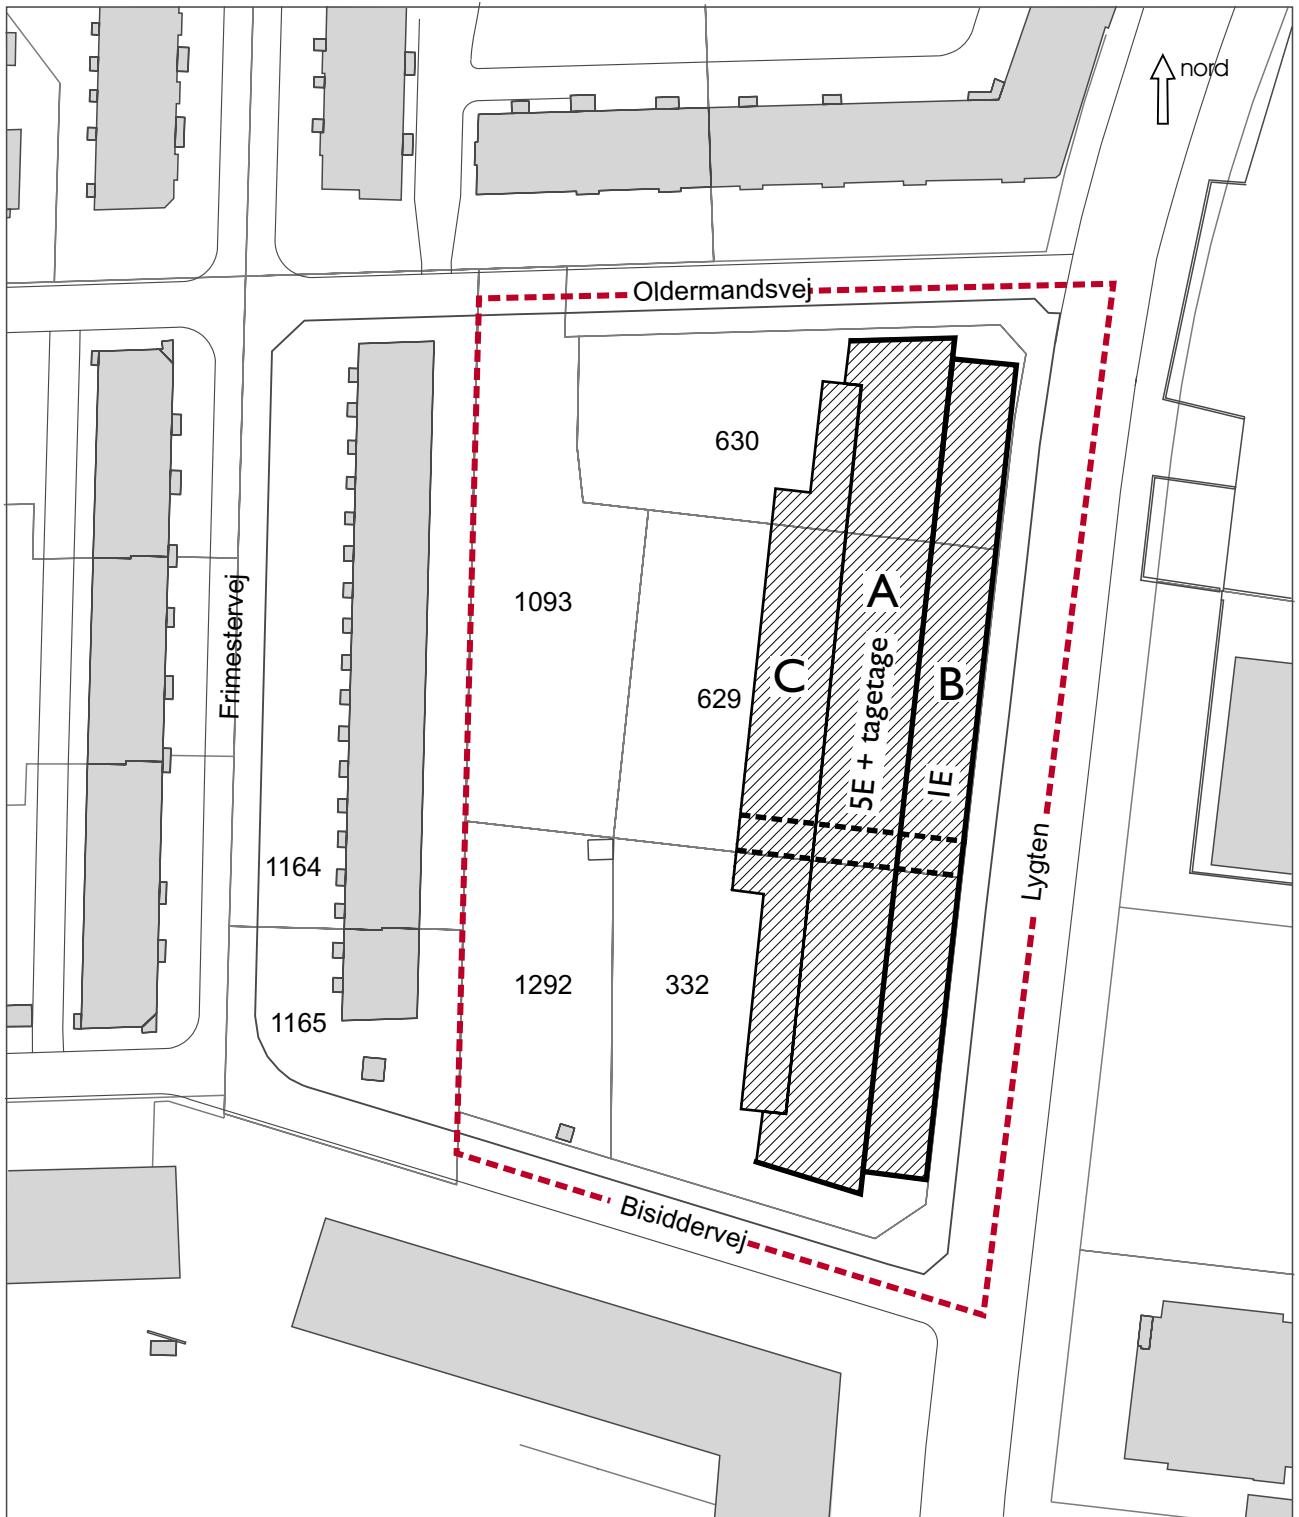 nord
Oldermandsvej
630
1093
A
Frimestervej
C
629
5E + tagetage
B
1E
1164
Lygten
1292
332
1165
Bisiddervej